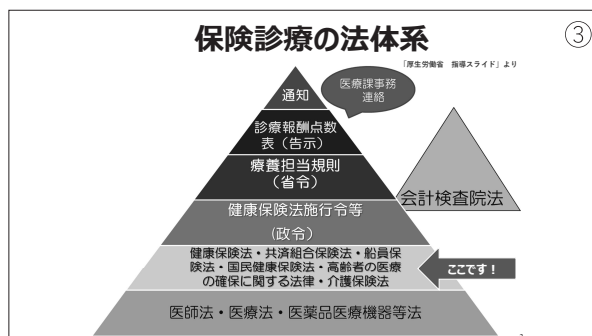 保険診療の法体系
③
「厚生労働省 指導スライド」より
医療課事務
連絡
通知
診療報酬点数
表（告示）
療養担当規則
（省令）
会計検査院法
健康保険法施行令等
(政令)
健康保険法・共済組合保険法・船員保
険法・国民健康保険法・高齢者の医療
の確保に関する法律・介護保険法
ここです！
医師法・医療法・医薬品医療機器等法